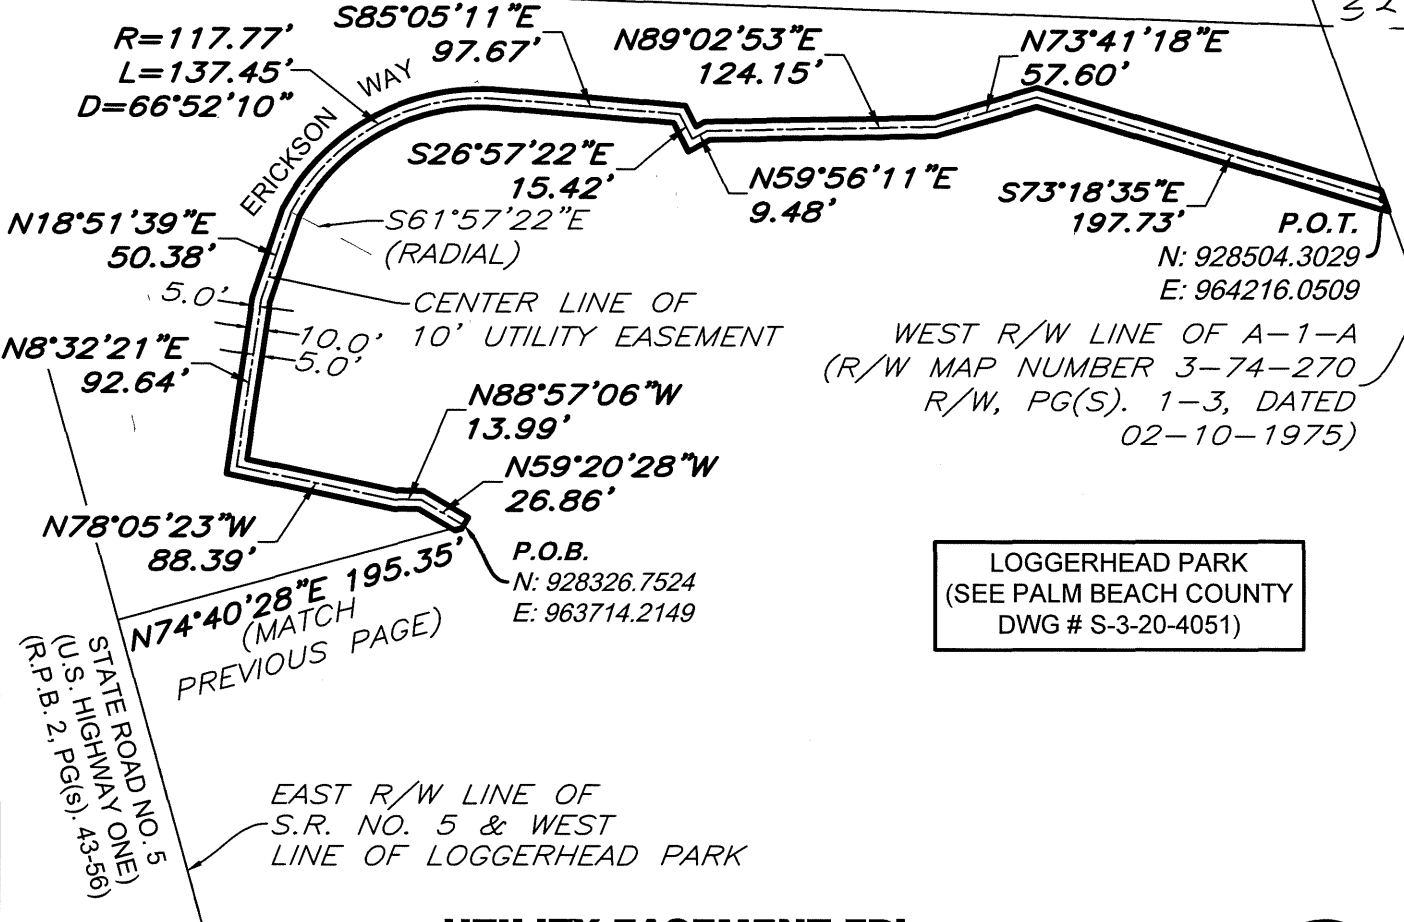 S85°05'11"E
97.67'
R=117.77'
L=137.45'
D=66°52'10"
ERICKSON WAY
N89°02'53"E
124.15'
N73°41'18"E
57.60'
S26°57'22"E
15.42'
N59°56'11"E
9.48'
S73°18'35"E
197.73'
P.O.T.
N: 928504.3029
E: 964216.0509
N18°51'39"E
50.38'
S61°57'22"E
(RADIAL)
5.0'
CENTER LINE OF
10' UTILITY EASEMENT
10.0'
5.0'
N8°32'21"E
92.64'
WEST R/W LINE OF A-1-A
(R/W MAP NUMBER 3-74-270
R/W, PG(S). 1-3, DATED
02-10-1975)
N88°57'06"W
13.99'
N59°20'28"W
26.86'
N78°05'23"W
88.39'
P.O.B.
N: 928326.7524
E: 963714.2149
N74°40'28"E 195.35'
(MATCH
PREVIOUS PAGE)
LOGGERHEAD PARK
(SEE PALM BEACH COUNTY
DWG # S-3-20-4051)
STATE ROAD NO. 5
(U.S. HIGHWAY ONE)
(R.P.B. 2, PG(s). 43-56)
EAST R/W LINE OF
S.R. NO. 5 & WEST
LINE OF LOGGERHEAD PARK
UTILITY EASEMENT